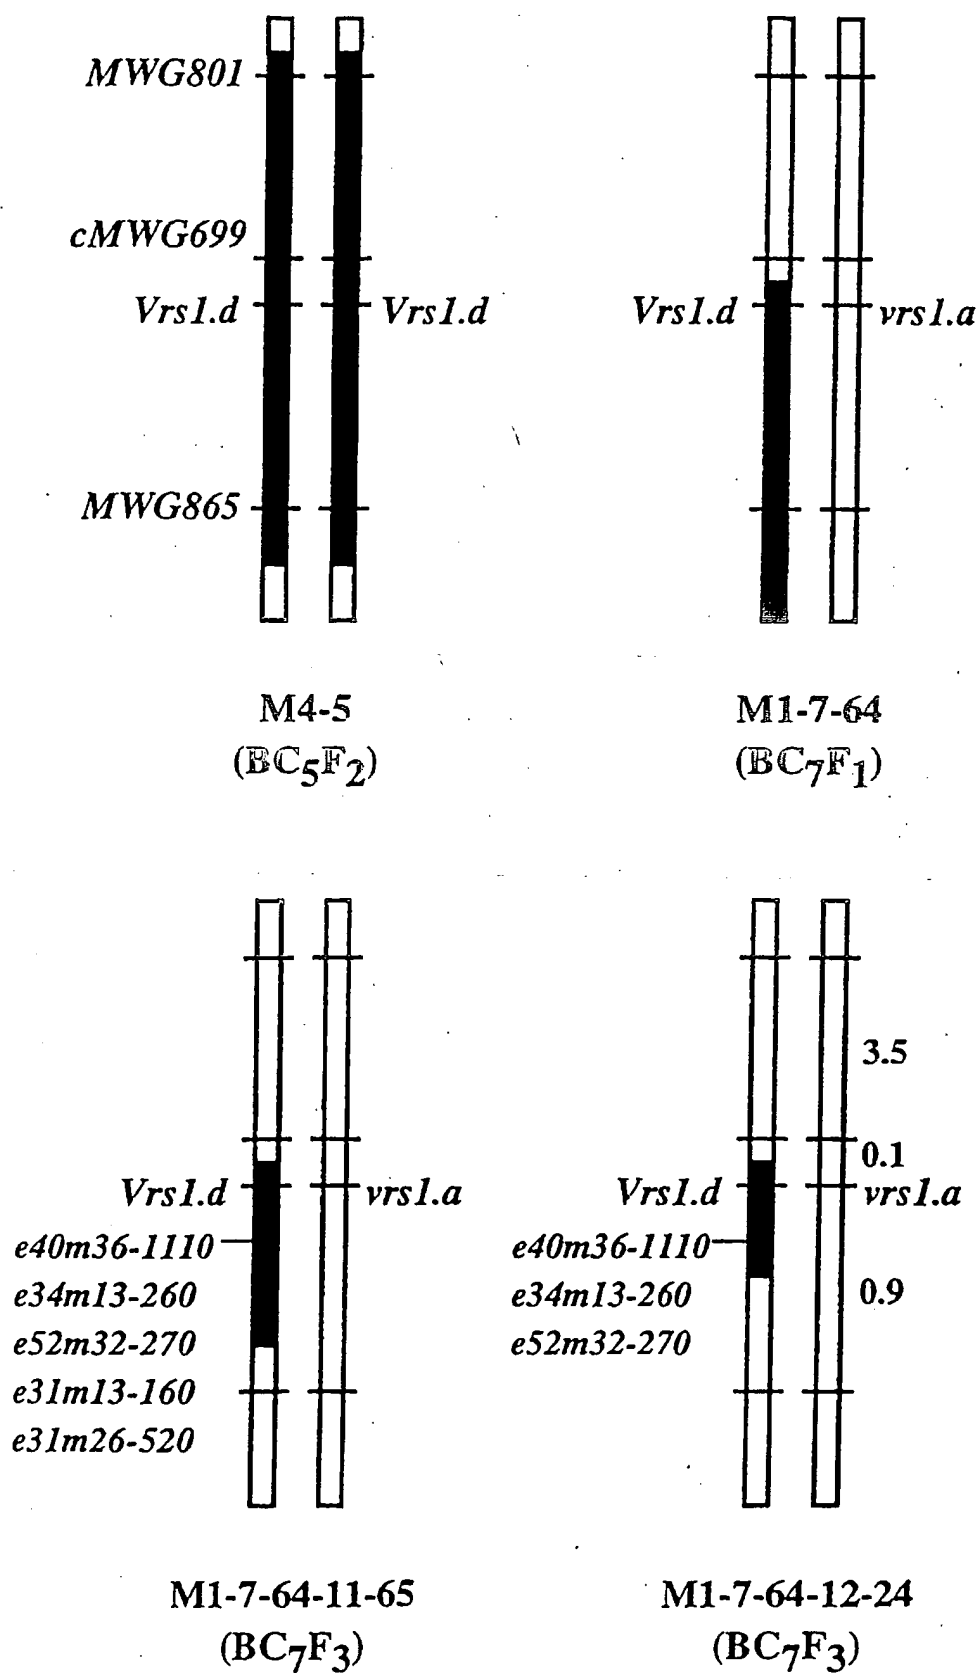 MWG801
cMWG699
Vrs1.d
Vrs1.d
MWG865
M4-5
(BC5F2)
Vrs1.d
vrs1.a
M1-7-64
(BC7F1)
Vrs1.d
vrs1.a
e40m36-1110
e34m13-260
e52m32-270
e31m13-160
e31m26-520
M1-7-64-11-65
(BC7F3)
3.5
0.1
Vrs1.d
vrs1.a
e40m36-1110
e34m13-260
0.9
e52m32-270
M1-7-64-12-24
(BC7F3)